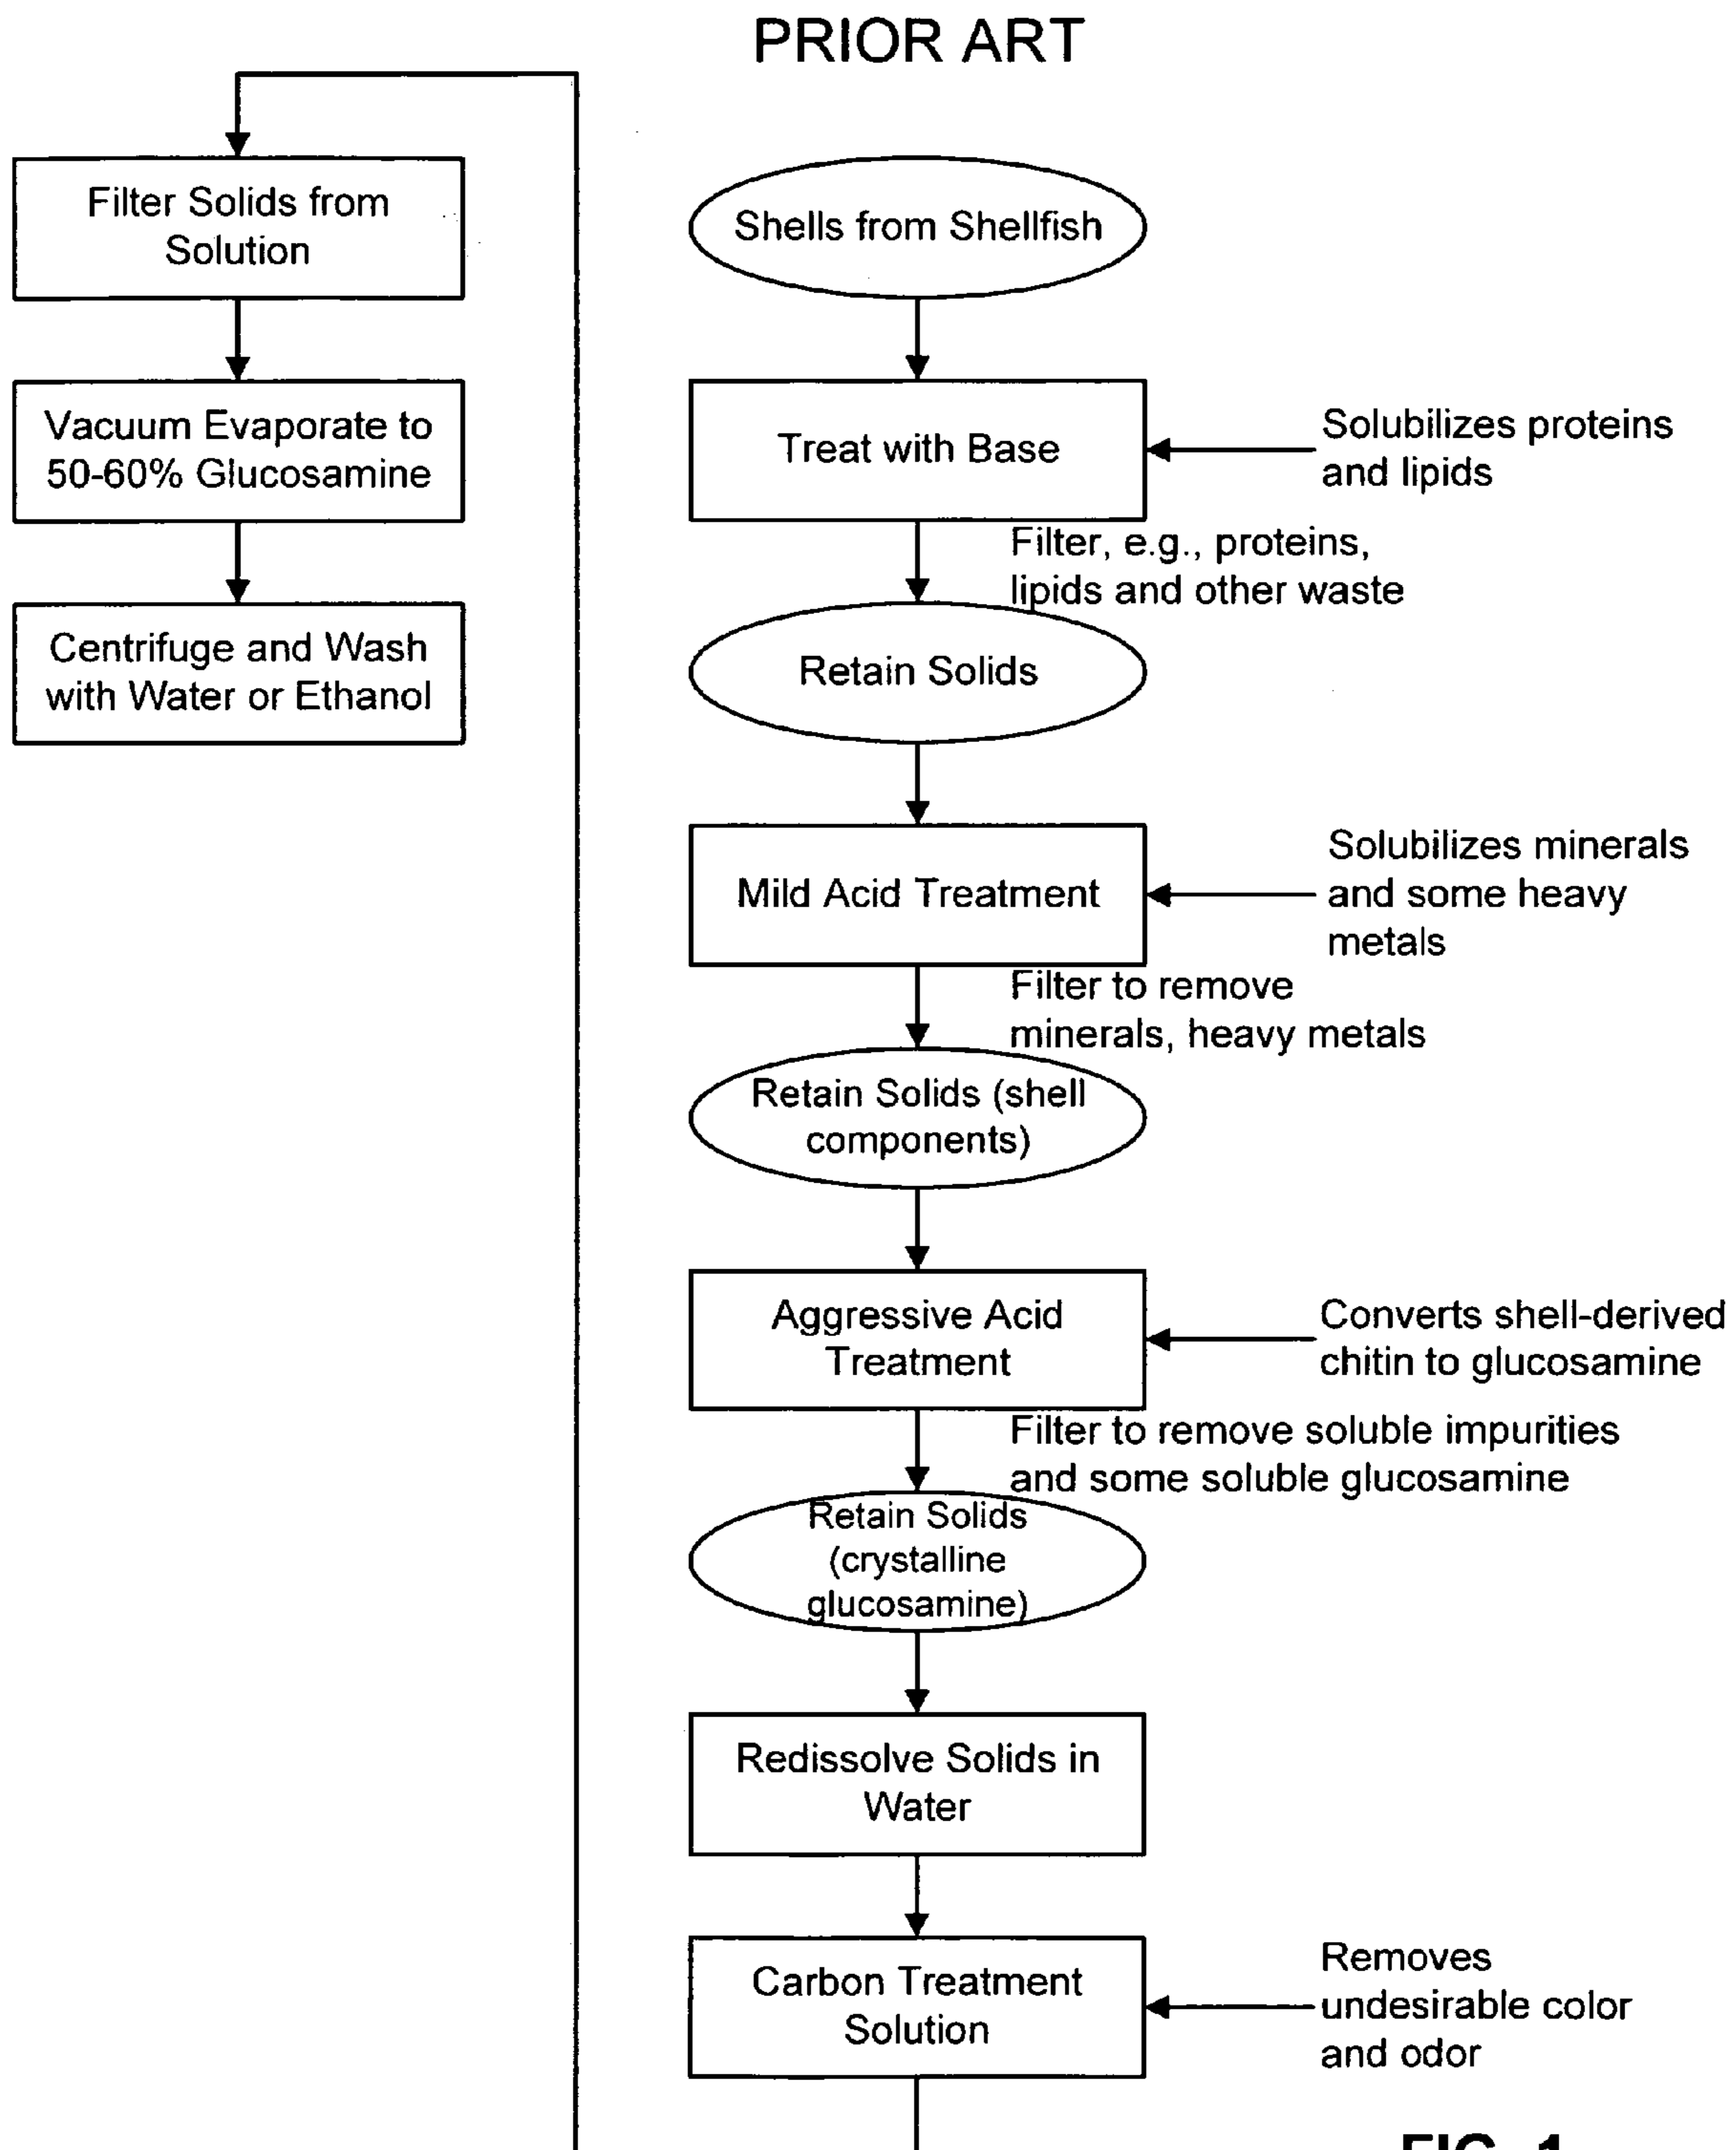 PRIOR ART
Filter Solids from
Solution
Vacuum Evaporate to
50-60% Glucosamine
Centrifuge and Wash
with Water or Ethanol
Shells from Shellfish
Treat with Base
Solubilizes proteins
and lipids
Filter, e.g., proteins,
lipids and other waste
Retain Solids
Mild Acid Treatment
Solubilizes minerals
and some heavy
metals
Filter to remove
minerals, heavy metals
Retain Solids (shell
components)
Aggressive Acid
Treatment
Converts shell-derived
chitin to glucosamine
Filter to remove soluble impurities
and some soluble glucosamine
Retain Solids
(crystalline
glucosamine)
Redissolve Solids in
Water
Carbon Treatment
Solution
Removes
undesirable color
and odor
FIG. 1